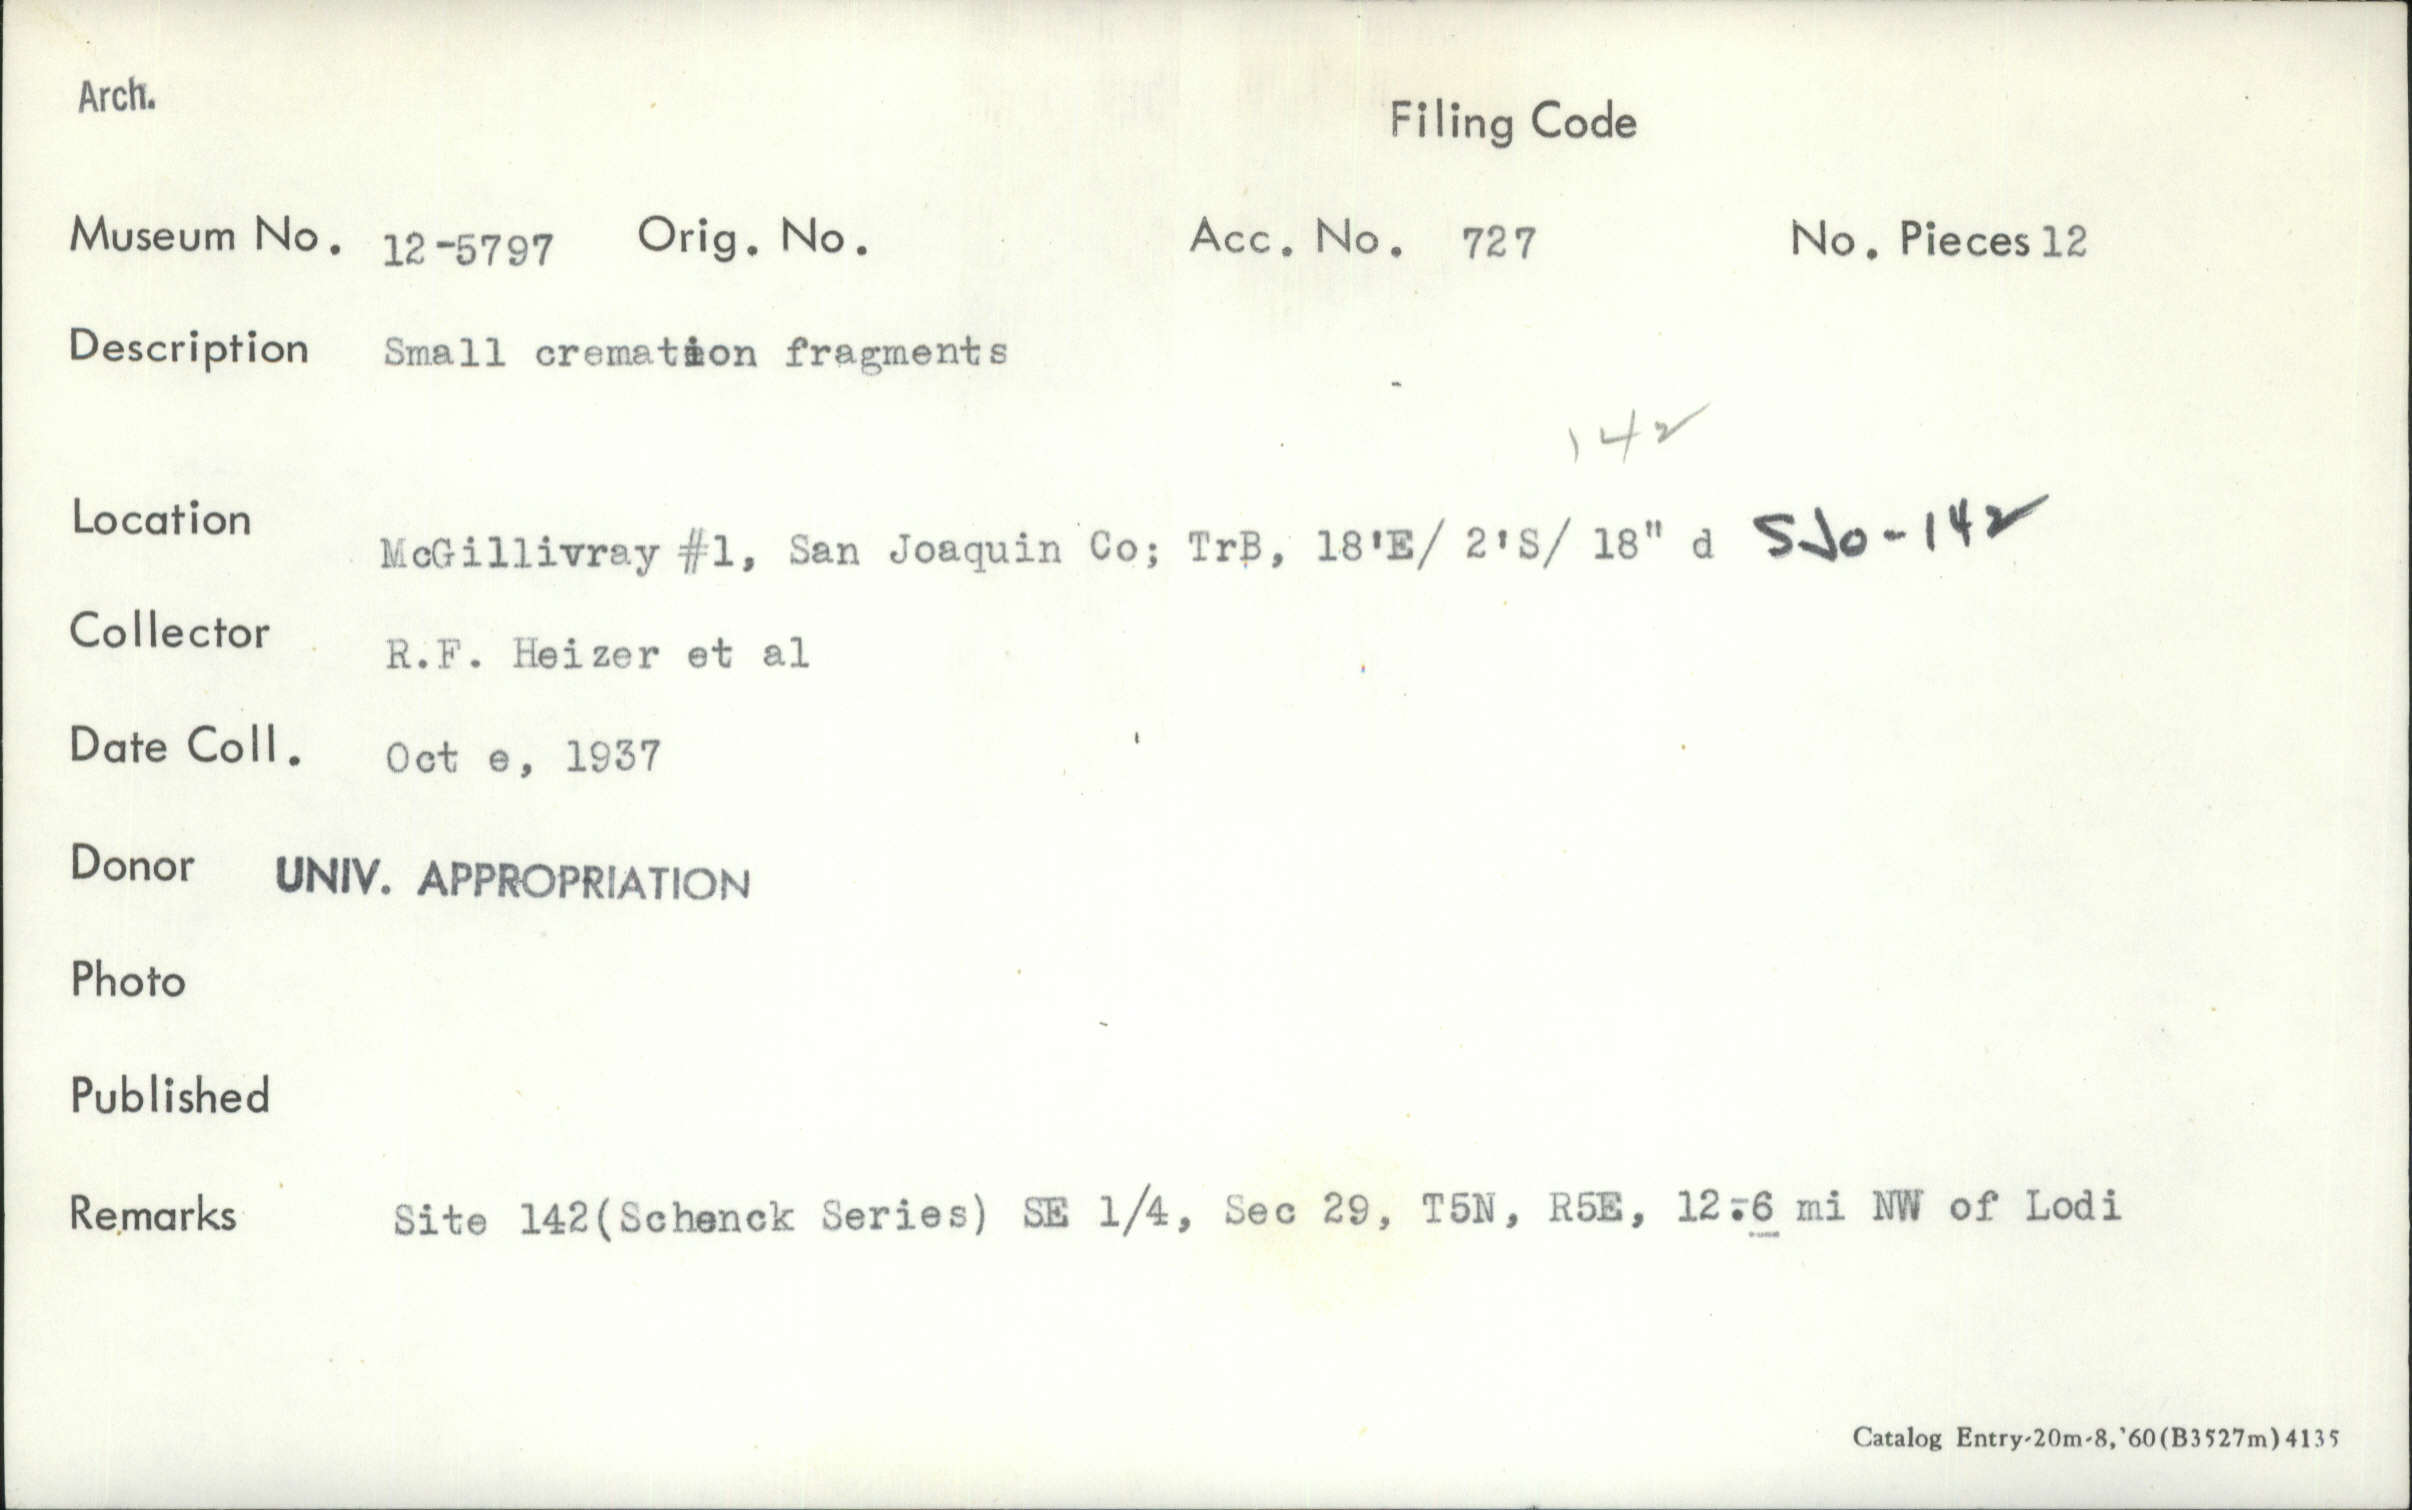 Arch.
Filing Code
Museum No. 12-5797 Orig. No. Acc. No. 727 No. Pieces 12
Description Small cremation fragments
142
Location McGillivray #1, San Joaquin Co; TrB, 18'E/ 2'S/ 18" d SJo-142
Collector R.F. Heizer et al
Date Coll. Oct e, 1937
Donor UNIV. APPROPRIATION
Photo
Published
Remarks Site 142(Schenck Series) SE 1/4, Sec 29, T5N, R5E, 12.6 mi NW of Lodi
Catalog Entry-20m-8,'60(B3527m)4135